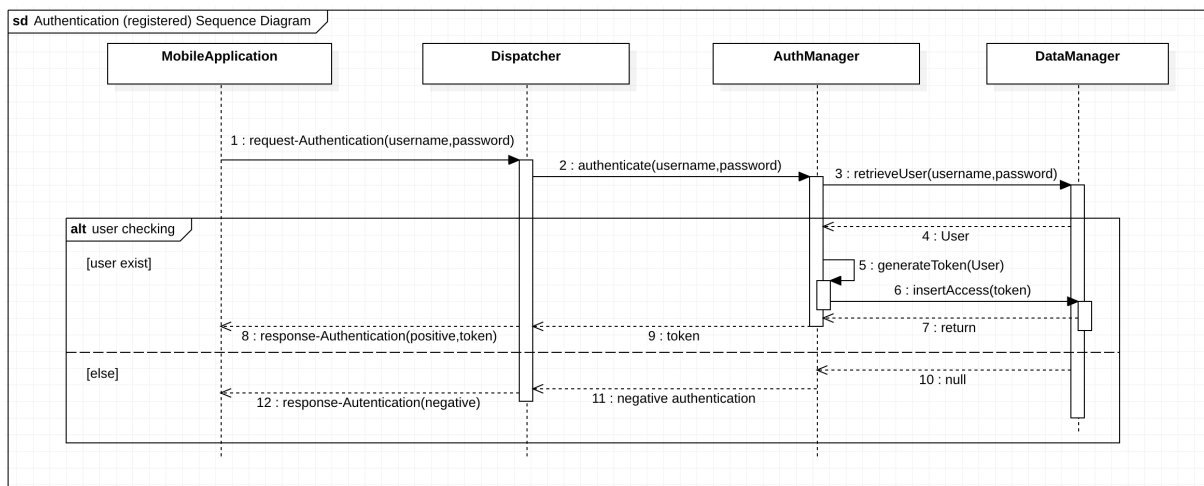 sd Authentication (registered) Sequence Diagram
MobileApplication
Dispatcher
AuthManager
DataManager
1 : request-Authentication(username,password)
2 : authenticate(username,password)
3 : retrieveUser(username,password)
alt user checking
4 : User
[user exist]
5 : generateToken(User)
6 : insertAccess(token)
7 : return
8 : response-Authentication(positive,token)
9 : token
[else]
10 : null
11 : negative authentication
12 : response-Autentication(negative)